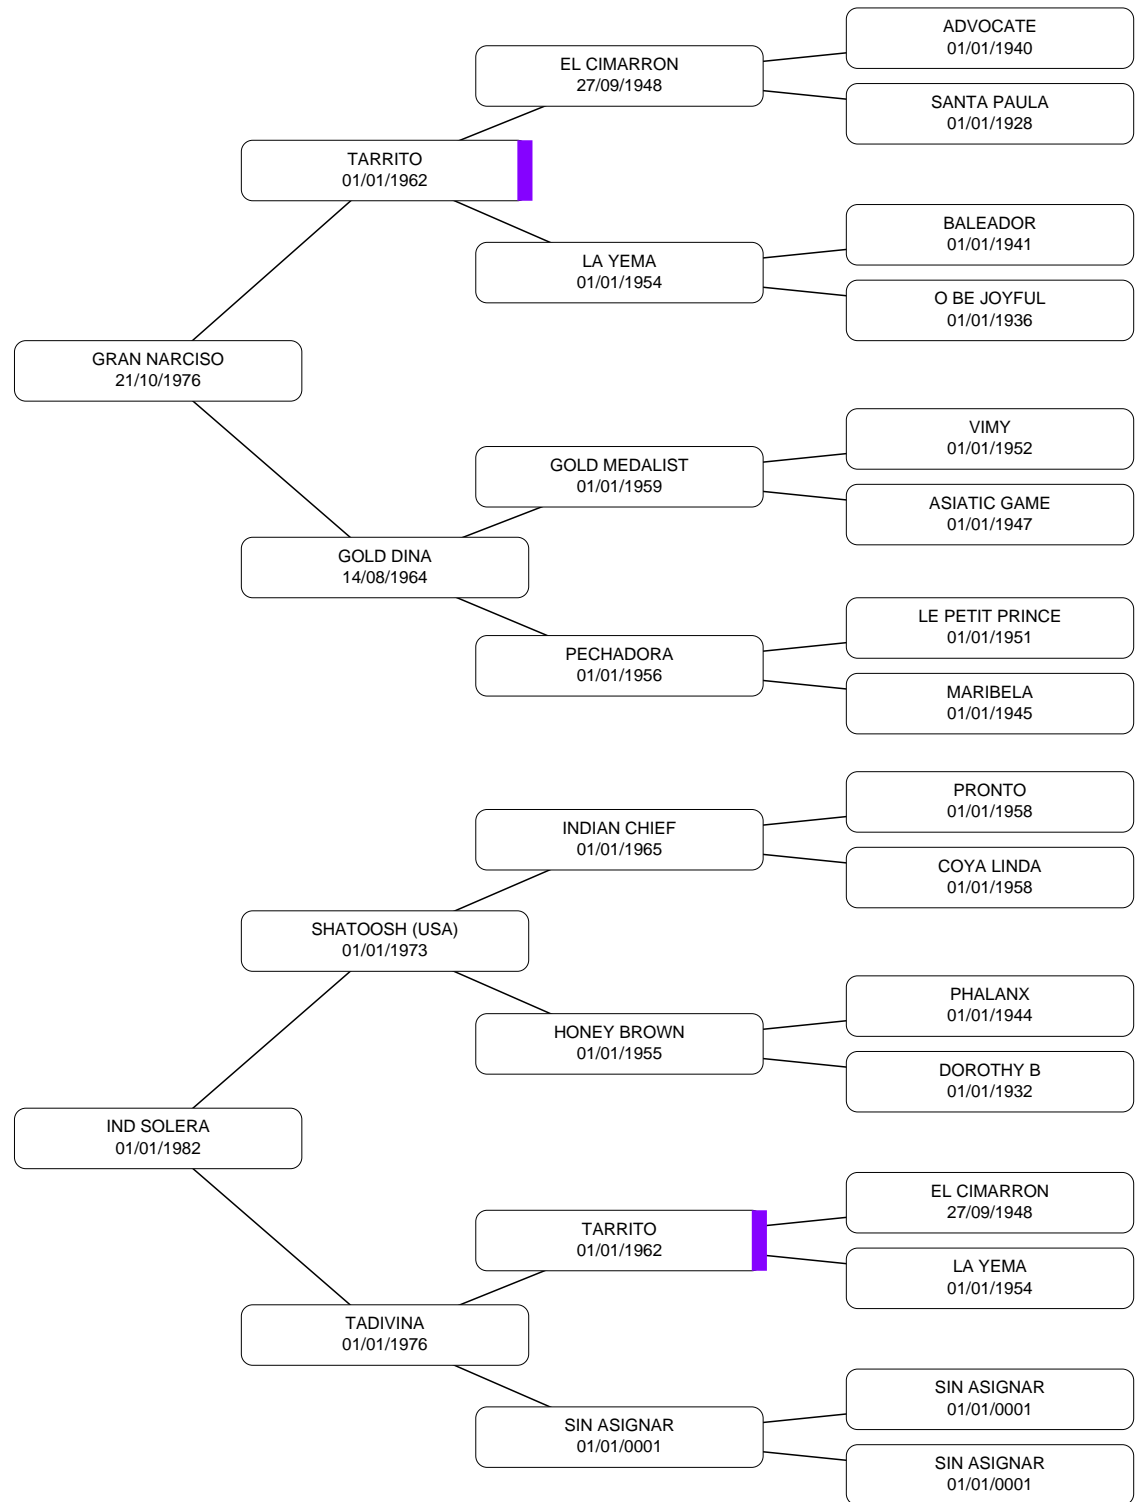 ADVOCATE
01/01/1940
EL CIMARRON
27/09/1948
SANTA PAULA
01/01/1928
TARRITO
01/01/1962
BALEADOR
01/01/1941
LA YEMA
01/01/1954
O BE JOYFUL
01/01/1936
GRAN NARCISO
21/10/1976
VIMY
01/01/1952
GOLD MEDALIST
01/01/1959
ASIATIC GAME
01/01/1947
GOLD DINA
14/08/1964
LE PETIT PRINCE
01/01/1951
PECHADORA
01/01/1956
MARIBELA
01/01/1945
PRONTO
01/01/1958
INDIAN CHIEF
01/01/1965
COYA LINDA
01/01/1958
SHATOOSH (USA)
01/01/1973
PHALANX
01/01/1944
HONEY BROWN
01/01/1955
DOROTHY B
01/01/1932
IND SOLERA
01/01/1982
EL CIMARRON
27/09/1948
TARRITO
01/01/1962
LA YEMA
01/01/1954
TADIVINA
01/01/1976
SIN ASIGNAR
01/01/0001
SIN ASIGNAR
01/01/0001
SIN ASIGNAR
01/01/0001